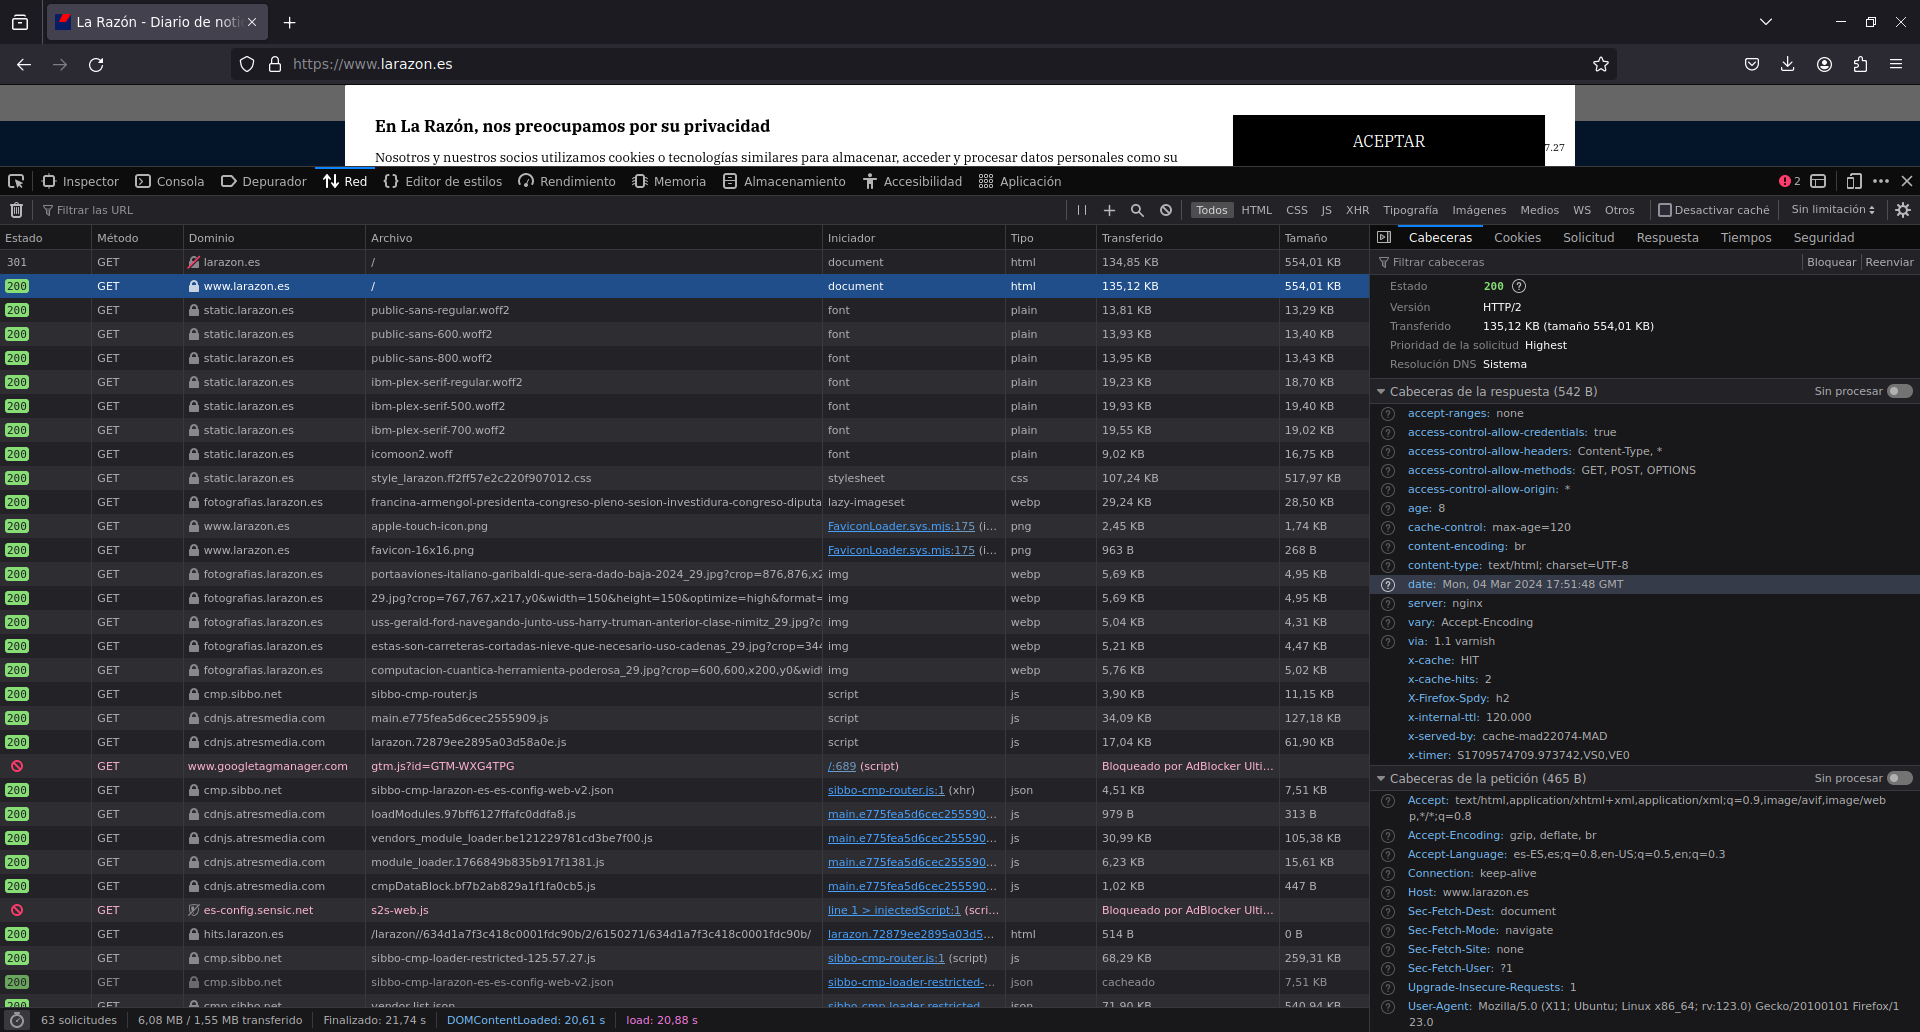 La Razón - Diario de noti
https://www.larazon.es
En La Razón, nos preocupamos por su privacidad
ACEPTAR
7.27
Nosotros y nuestros socios utilizamos cookies o tecnologías similares para almacenar, acceder y procesar datos personales como su
Inspector Consola Depurador Red Editor de estilos Rendimiento Memoria Almacenamiento Accesibilidad Aplicación 2
Filtrar las URL Todos HTML CSS JS XHR Tipografía Imágenes Medios WS Otros Desactivar caché Sin limitación
Estado Método Dominio Archivo Iniciador Tipo Transferido Tamaño
301 GET larazon.es / document html 134,85 KB 554,01 KB
200 GET www.larazon.es / document html 135,12 KB 554,01 KB
200 GET static.larazon.es public-sans-regular.woff2 font plain 13,81 KB 13,29 KB
200 GET static.larazon.es public-sans-600.woff2 font plain 13,93 KB 13,40 KB
200 GET static.larazon.es public-sans-800.woff2 font plain 13,95 KB 13,43 KB
200 GET static.larazon.es ibm-plex-serif-regular.woff2 font plain 19,23 KB 18,70 KB
200 GET static.larazon.es ibm-plex-serif-500.woff2 font plain 19,93 KB 19,40 KB
200 GET static.larazon.es ibm-plex-serif-700.woff2 font plain 19,55 KB 19,02 KB
200 GET static.larazon.es icomoon2.woff font plain 9,02 KB 16,75 KB
200 GET static.larazon.es style_larazon.ff2ff57e2c220f907012.css stylesheet css 107,24 KB 517,97 KB
200 GET fotografias.larazon.es francina-armengol-presidenta-congreso-pleno-sesion-investidura-congreso-diputa lazy-imageset webp 29,24 KB 28,50 KB
200 GET www.larazon.es apple-touch-icon.png FaviconLoader.sys.mjs:175 (i... png 2,45 KB 1,74 KB
200 GET www.larazon.es favicon-16x16.png FaviconLoader.sys.mjs:175 (i... png 963 B 268 B
200 GET fotografias.larazon.es portaaviones-italiano-garibaldi-que-sera-dado-baja-2024_29.jpg?crop=876,876,x2 img webp 5,69 KB 4,95 KB
200 GET fotografias.larazon.es 29.jpg?crop=767,767,x217,y0&width=150&height=150&optimize=high&format= img webp 5,69 KB 4,95 KB
200 GET fotografias.larazon.es uss-gerald-ford-navegando-junto-uss-harry-truman-anterior-clase-nimitz_29.jpg?c img webp 5,04 KB 4,31 KB
200 GET fotografias.larazon.es estas-son-carreteras-cortadas-nieve-que-necesario-uso-cadenas_29.jpg?crop=344 img webp 5,21 KB 4,47 KB
200 GET fotografias.larazon.es computacion-cuantica-herramienta-poderosa_29.jpg?crop=600,600,x200,y0&widt img webp 5,76 KB 5,02 KB
200 GET cmp.sibbo.net sibbo-cmp-router.js script js 3,90 KB 11,15 KB
200 GET cdnjs.atresmedia.com main.e775fea5d6cec2555909.js script js 34,09 KB 127,18 KB
200 GET cdnjs.atresmedia.com larazon.72879ee2895a03d58a0e.js script js 17,04 KB 61,90 KB
GET www.googletagmanager.com gtm.js?id=GTM-WXG4TPG /:689 (script) Bloqueado por AdBlocker Ulti...
200 GET cmp.sibbo.net sibbo-cmp-larazon-es-es-config-web-v2.json sibbo-cmp-router.js:1 (xhr) json 4,51 KB 7,51 KB
200 GET cdnjs.atresmedia.com loadModules.97bff6127ffafc0ddfa8.js main.e775fea5d6cec255590... js 979 B 313 B
200 GET cdnjs.atresmedia.com vendors_module_loader.be121229781cd3be7f00.js main.e775fea5d6cec255590... js 30,99 KB 105,38 KB
200 GET cdnjs.atresmedia.com module_loader.1766849b835b917f1381.js main.e775fea5d6cec255590... js 6,23 KB 15,61 KB
200 GET cdnjs.atresmedia.com cmpDataBlock.bf7b2ab829a1f1fa0cb5.js main.e775fea5d6cec255590... js 1,02 KB 447 B
GET es-config.sensic.net s2s-web.js line 1 > injectedScript:1 (scri... Bloqueado por AdBlocker Ulti...
200 GET hits.larazon.es /larazon//634d1a7f3c418c0001fdc90b/2/6150271/634d1a7f3c418c0001fdc90b/ larazon.72879ee2895a03d5... html 514 B 0 B
200 GET cmp.sibbo.net sibbo-cmp-loader-restricted-125.57.27.js sibbo-cmp-router.js:1 (script) js 68,29 KB 259,31 KB
200 GET cmp.sibbo.net sibbo-cmp-larazon-es-es-config-web-v2.json sibbo-cmp-loader-restricted-... json cacheado 7,51 KB
200 GET cmp.sibbo.net vendor-list.json sibbo-cmp-loader-restricted-... json 71,90 KB 540,94 KB
63 solicitudes 6,08 MB / 1,55 MB transferido Finalizado: 21,74 s DOMContentLoaded: 20,61 s load: 20,88 s
Cabeceras Cookies Solicitud Respuesta Tiempos Seguridad
Filtrar cabeceras Bloquear Reenviar
Estado 200
Versión HTTP/2
Transferido 135,12 KB (tamaño 554,01 KB)
Prioridad de la solicitud Highest
Resolución DNS Sistema
Cabeceras de la respuesta (542 B) Sin procesar
accept-ranges: none
access-control-allow-credentials: true
access-control-allow-headers: Content-Type, *
access-control-allow-methods: GET, POST, OPTIONS
access-control-allow-origin: *
age: 8
cache-control: max-age=120
content-encoding: br
content-type: text/html; charset=UTF-8
date: Mon, 04 Mar 2024 17:51:48 GMT
server: nginx
vary: Accept-Encoding
via: 1.1 varnish
x-cache: HIT
x-cache-hits: 2
X-Firefox-Spdy: h2
x-internal-ttl: 120.000
x-served-by: cache-mad22074-MAD
x-timer: S1709574709.973742,VS0,VE0
Cabeceras de la petición (465 B) Sin procesar
Accept: text/html,application/xhtml+xml,application/xml;q=0.9,image/avif,image/web
p,*/*;q=0.8
Accept-Encoding: gzip, deflate, br
Accept-Language: es-ES,es;q=0.8,en-US;q=0.5,en;q=0.3
Connection: keep-alive
Host: www.larazon.es
Sec-Fetch-Dest: document
Sec-Fetch-Mode: navigate
Sec-Fetch-Site: none
Sec-Fetch-User: ?1
Upgrade-Insecure-Requests: 1
User-Agent: Mozilla/5.0 (X11; Ubuntu; Linux x86_64; rv:123.0) Gecko/20100101 Firefox/1
23.0